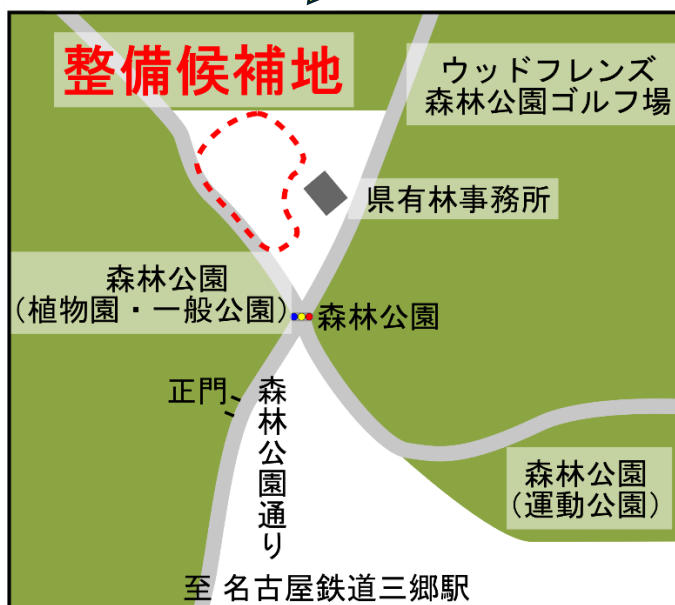 整備候補地
ウッドフレンズ
森林公園ゴルフ場
県有林事務所
森林公園
(植物園・一般公園)
森林公園
正門
森林公園通り
森林公園
(運動公園)
至 名古屋鉄道三郷駅